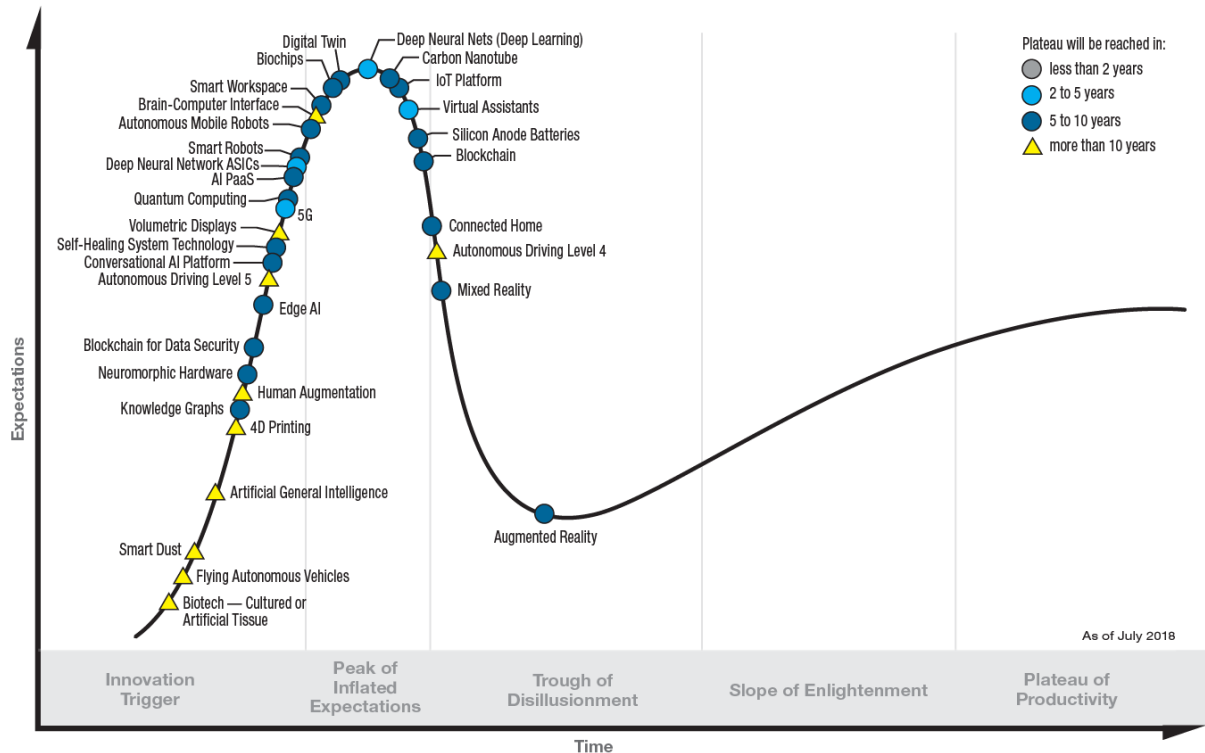 Expectations
Deep Neural Nets (Deep Learning)
Digital Twin
Biochips
Carbon Nanotube
IoT Platform
Smart Workspace
Brain-Computer Interface
Virtual Assistants
Autonomous Mobile Robots
Silicon Anode Batteries
Smart Robots
Blockchain
Deep Neural Network ASICs
AI PaaS
Quantum Computing
5G
Volumetric Displays
Connected Home
Self-Healing System Technology
Autonomous Driving Level 4
Conversational AI Platform
Autonomous Driving Level 5
Mixed Reality
Edge AI
Blockchain for Data Security
Neuromorphic Hardware
Human Augmentation
Knowledge Graphs
4D Printing
Artificial General Intelligence
Augmented Reality
Smart Dust
Flying Autonomous Vehicles
Biotech — Cultured or
Artificial Tissue
Plateau will be reached in:
less than 2 years
2 to 5 years
5 to 10 years
more than 10 years
As of July 2018
Innovation
Trigger
Peak of
Inflated
Expectations
Trough of
Disillusionment
Slope of Enlightenment
Plateau of
Productivity
Time